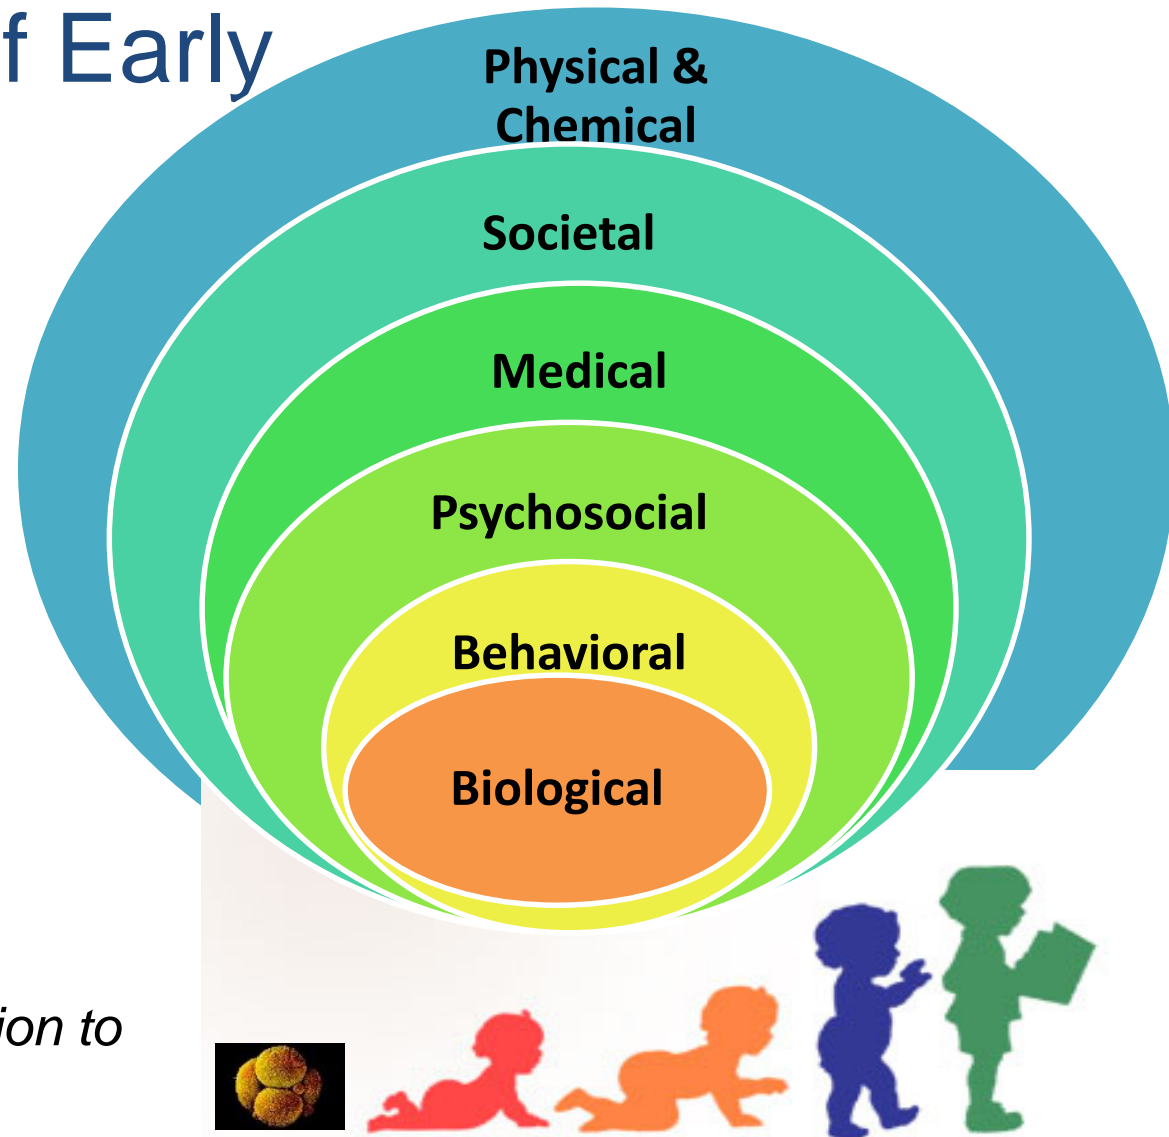 f Early
Physical &
Chemical
Societal
Medical
Psychosocial
Behavioral
Biological
ion to